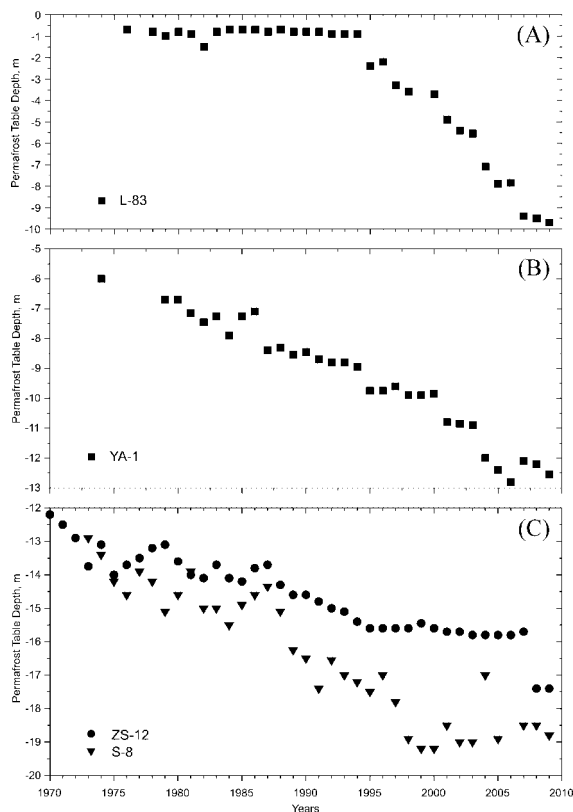 (A)
Permafrost Table Depth, m
0
-1
-2
-3
-4
-5
-6
-7
-8
-9
-10
L-83
(B)
Permafrost Table Depth, m
-5
-6
-7
-8
-9
-10
-11
-12
-13
YA-1
(C)
Permafrost Table Depth, m
-12
-13
-14
-15
-16
-17
-18
-19
-20
ZS-12
S-8
1970 1975 1980 1985 1990 1995 2000 2005 2010
Years